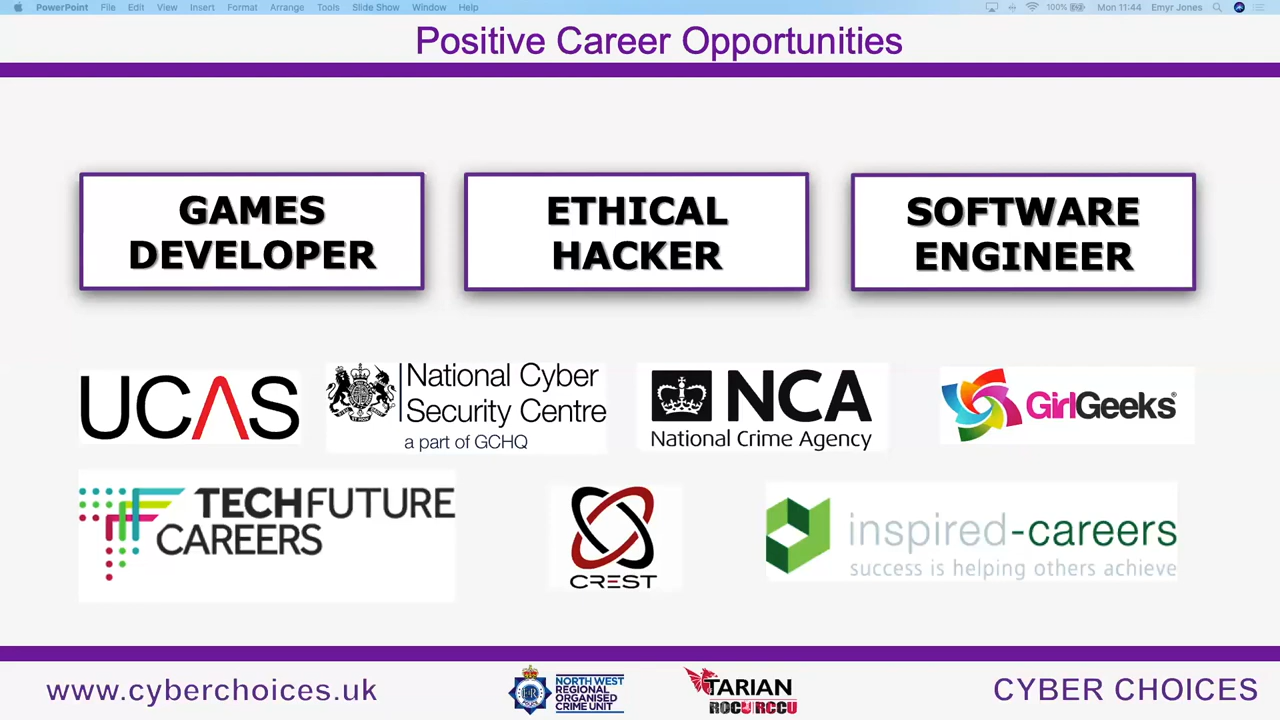 PowerPoint File Edit View Insert Format Arrange Tools Slide Show Window Help 100% Mon 11:44 Emyr Jones
Positive Career Opportunities
GAMES
DEVELOPER
ETHICAL
HACKER
SOFTWARE
ENGINEER
UCAS
National Cyber
Security Centre
a part of GCHQ
NCA
National Crime Agency
GirlGeeks
TECHFUTURE
CAREERS
CREST
inspired-careers
success is helping others achieve
www.cyberchoices.uk
NORTH WEST
REGIONAL
ORGANISED
CRIME UNIT
TARIAN
ROCU RCCU
CYBER CHOICES